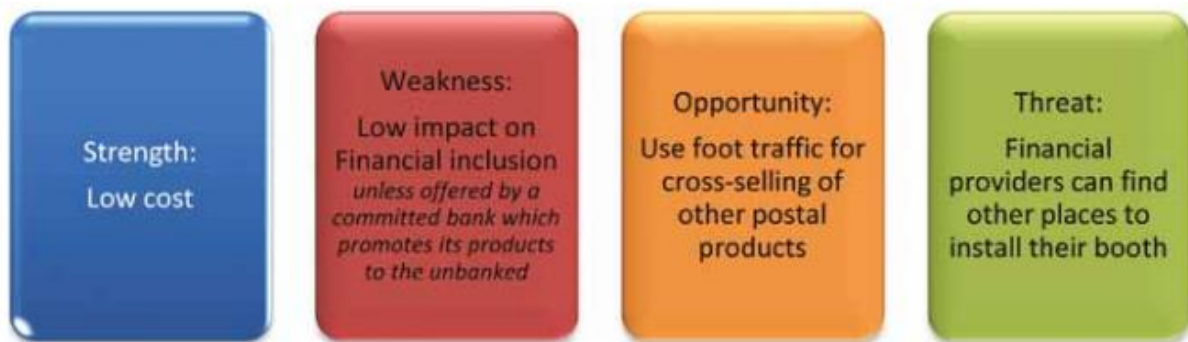 Strength:
Low cost
Weakness:
Low impact on
Financial inclusion
unless offered by a
committed bank which
promotes its products
to the unbanked
Opportunity:
Use foot traffic for
cross-selling of
other postal
products
Threat:
Financial
providers can find
other places to
install their booth